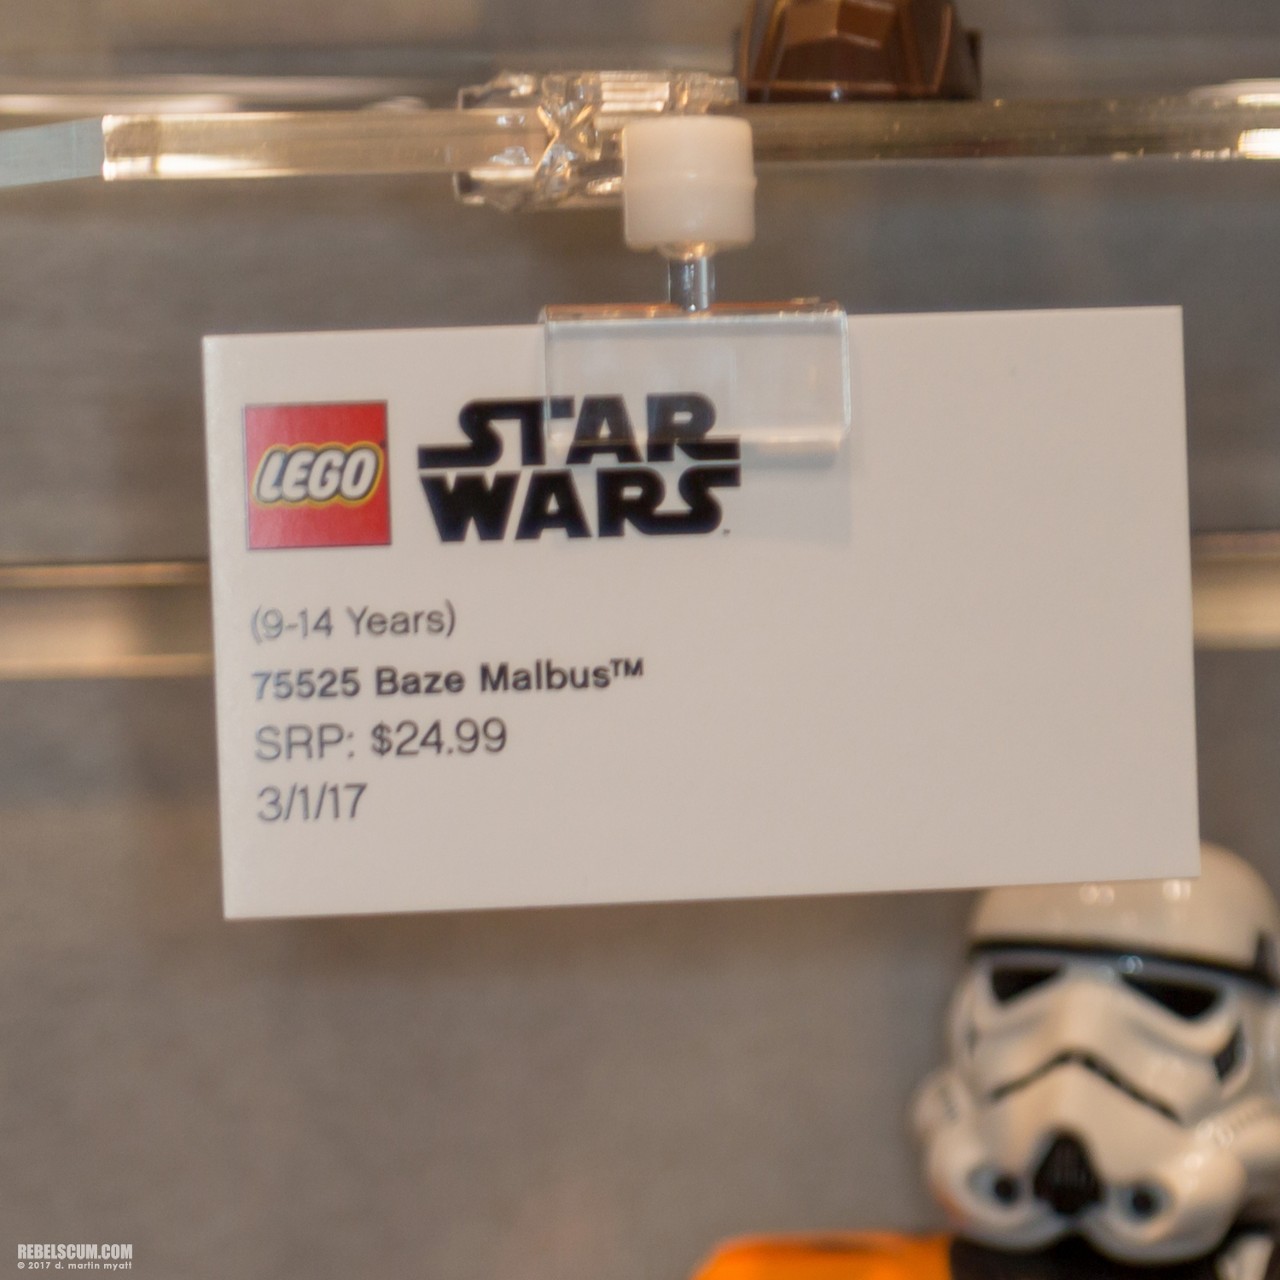 LEGO
STAR
WARS
(9-14 Years)
75525 Baze Malbus™
SRP: $24.99
3/1/17
REBELSCUM.COM
© 2017 d. martin myatt